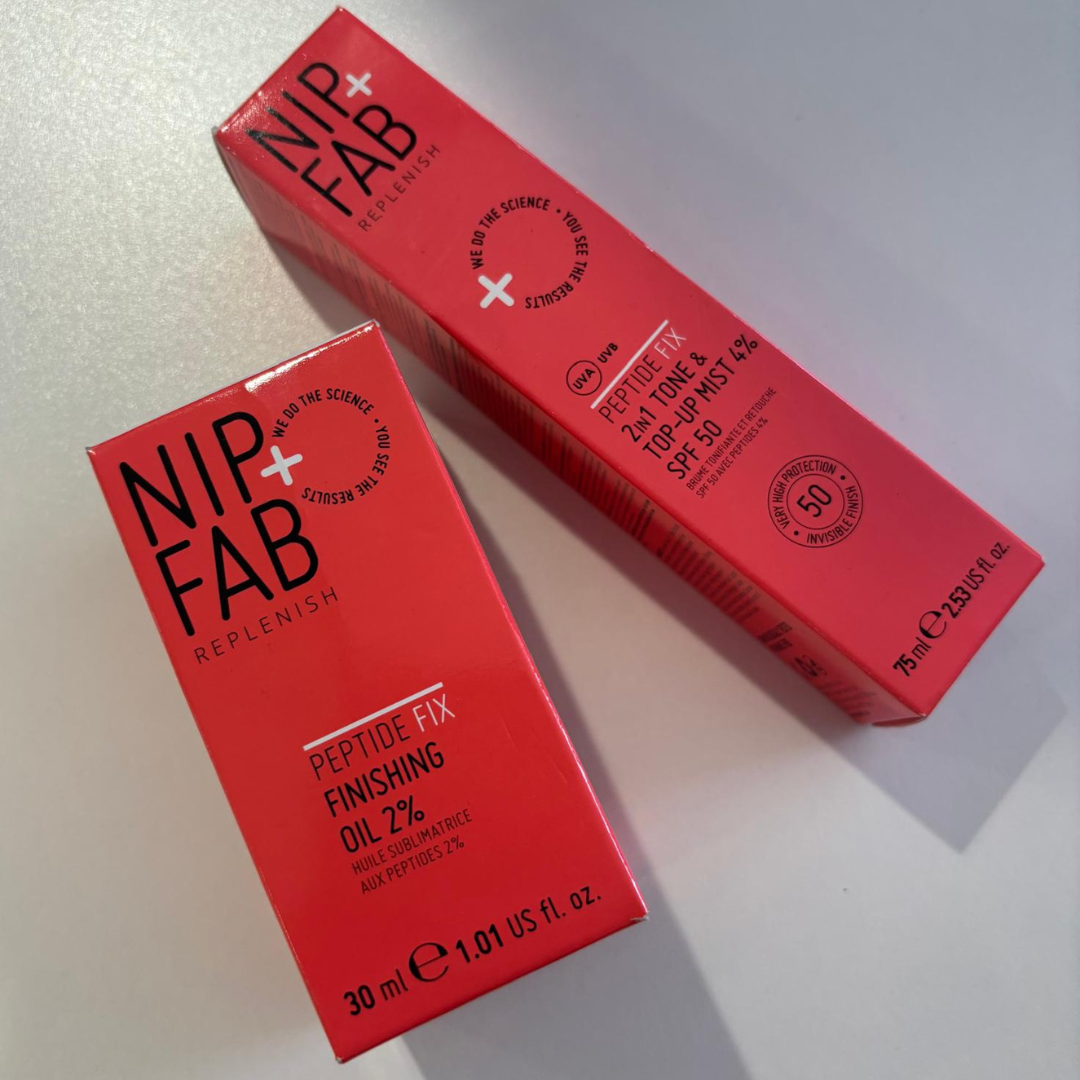 NIP+
FAB
REPLENISH
WE DO THE SCIENCE • YOU SEE THE RESULTS
UVA UVB
PEPTIDE FIX
2IN1 TONE &
TOP-UP MIST 4%
SPF 50
BRUME TONIFIANTE ET RETOUCHE
SPF 50 AVEC PEPTIDES 4%
• VERY HIGH PROTECTION • INVISIBLE FINISH
50
75 ml e 2.53 US fl. oz.
NIP+
FAB
REPLENISH
WE DO THE SCIENCE • YOU SEE THE RESULTS
PEPTIDE FIX
FINISHING
OIL 2%
HUILE SUBLIMATRICE
AUX PEPTIDES 2%
30 ml e 1.01 US fl. oz.